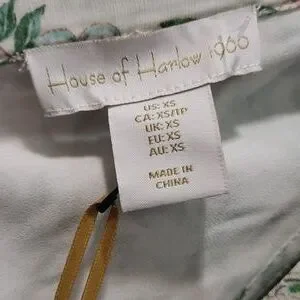 House of Harlow 1960
US: XS
CA: XS/TP
UK: XS
EU: XS
AU: XS
MADE IN
CHINA